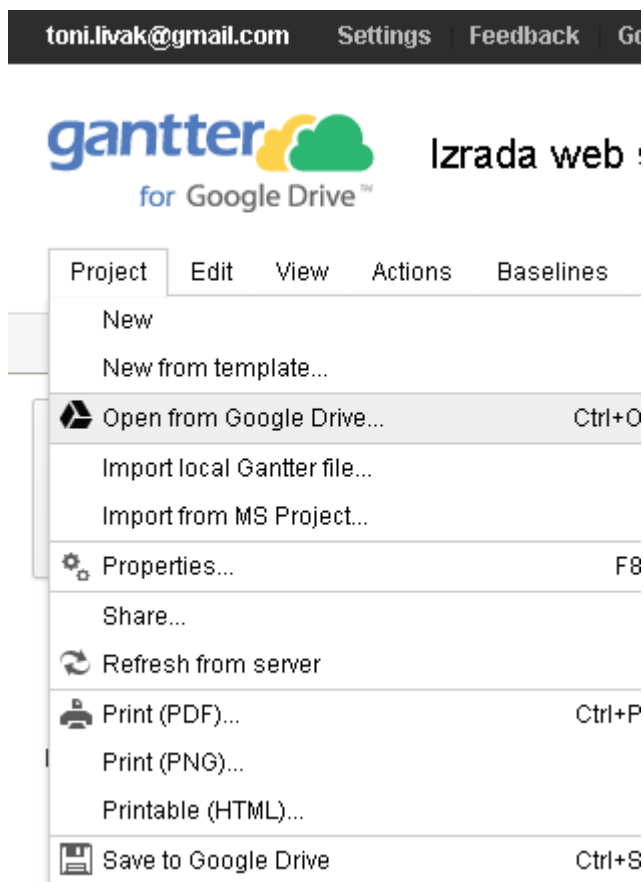 toni.livak@gmail.com Settings Feedback
gantter
for Google Drive™
Izrada web
Project Edit View Actions Baselines
New
New from template...
Open from Google Drive... Ctrl+O
Import local Gantter file...
Import from MS Project...
Properties... F8
Share...
Refresh from server
Print (PDF)... Ctrl+P
Print (PNG)...
Printable (HTML)...
Save to Google Drive Ctrl+S